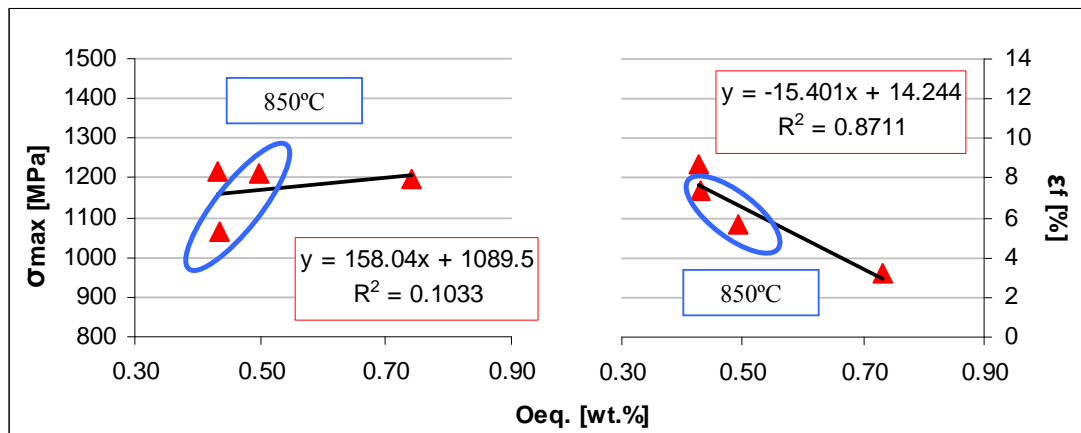 1500
1400
1300
1200
1100
1000
900
800
σmax [MPa]
850ºC
y = 158.04x + 1089.5
R² = 0.1033
0.30 0.50 0.70 0.90
y = -15.401x + 14.244
R² = 0.8711
850ºC
14
12
10
8
6
4
2
0
εf [%]
0.30 0.50 0.70 0.90
Oeq. [wt.%]